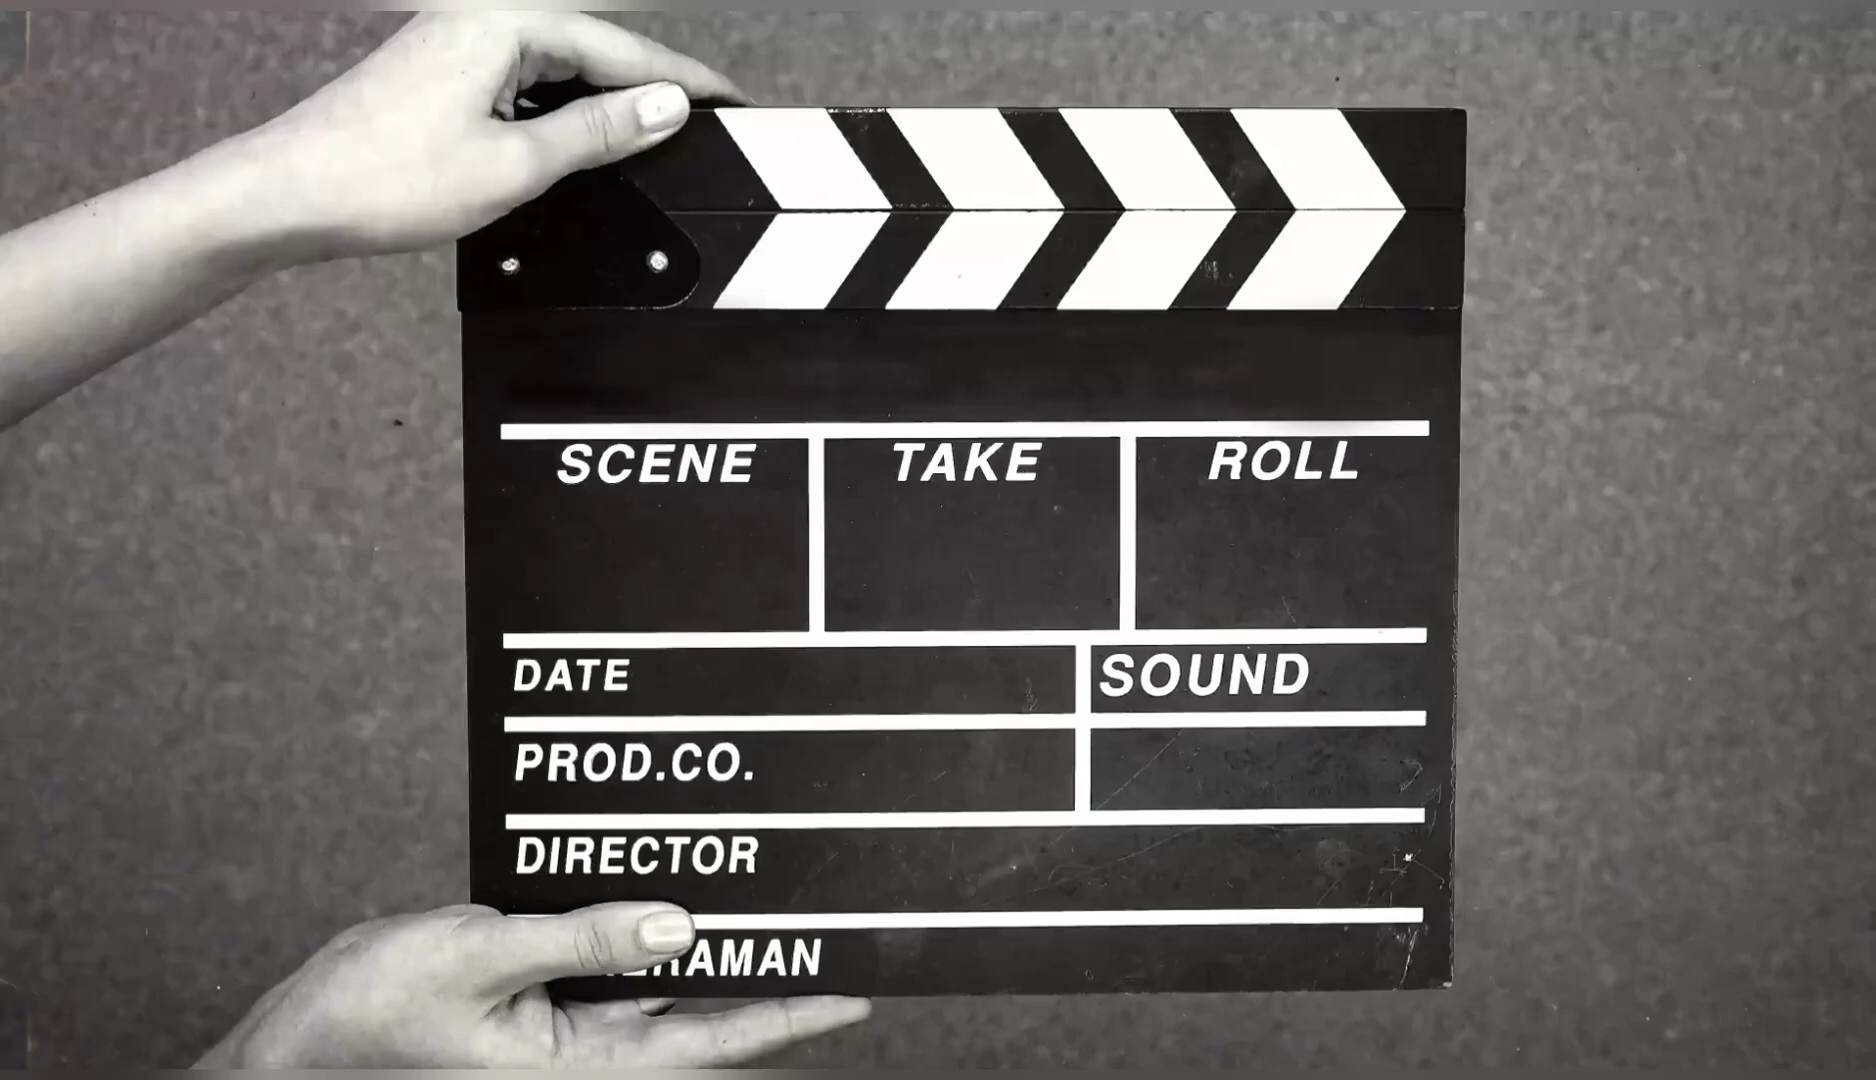 SCENE TAKE ROLL
DATE SOUND
PROD.CO.
DIRECTOR